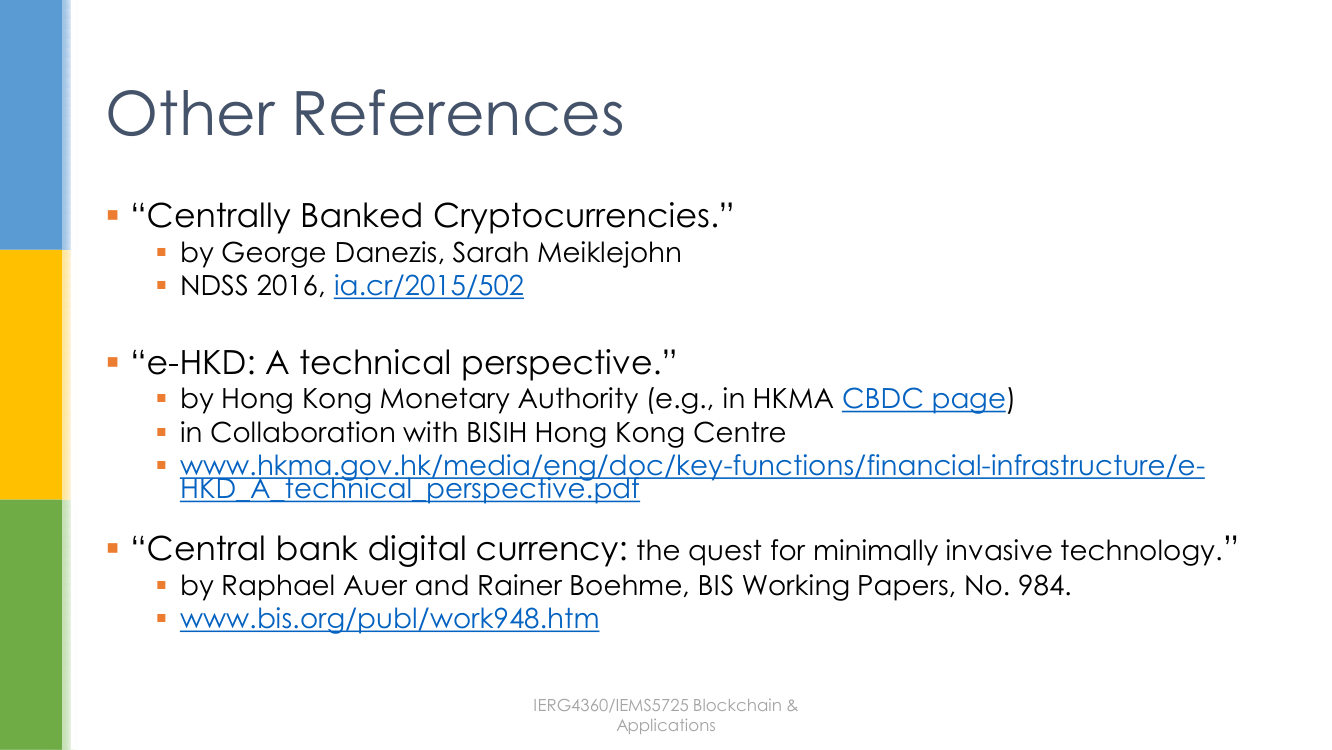 Other References
“Centrally Banked Cryptocurrencies.”
by George Danezis, Sarah Meiklejohn
NDSS 2016, ia.cr/2015/502
“e-HKD: A technical perspective.”
by Hong Kong Monetary Authority (e.g., in HKMA CBDC page)
in Collaboration with BISIH Hong Kong Centre
www.hkma.gov.hk/media/eng/doc/key-functions/financial-infrastructure/e-
HKD_A_technical_perspective.pdf
“Central bank digital currency: the quest for minimally invasive technology.”
by Raphael Auer and Rainer Boehme, BIS Working Papers, No. 984.
www.bis.org/publ/work948.htm
IERG4360/IEMS5725 Blockchain &
Applications